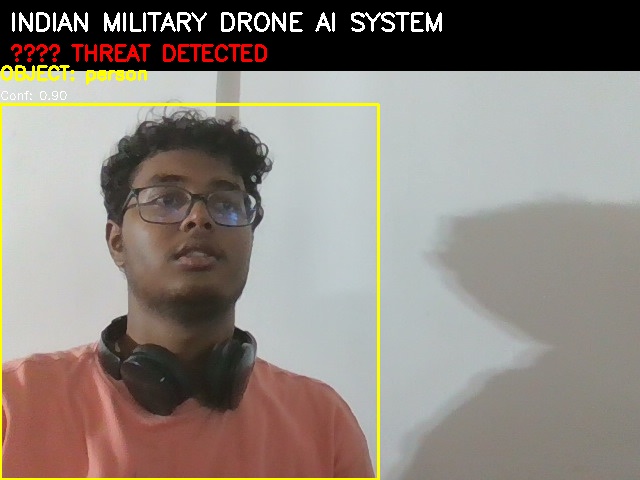 INDIAN MILITARY DRONE AI SYSTEM
???? THREAT DETECTED
OBJECT: person
Conf: 0.90